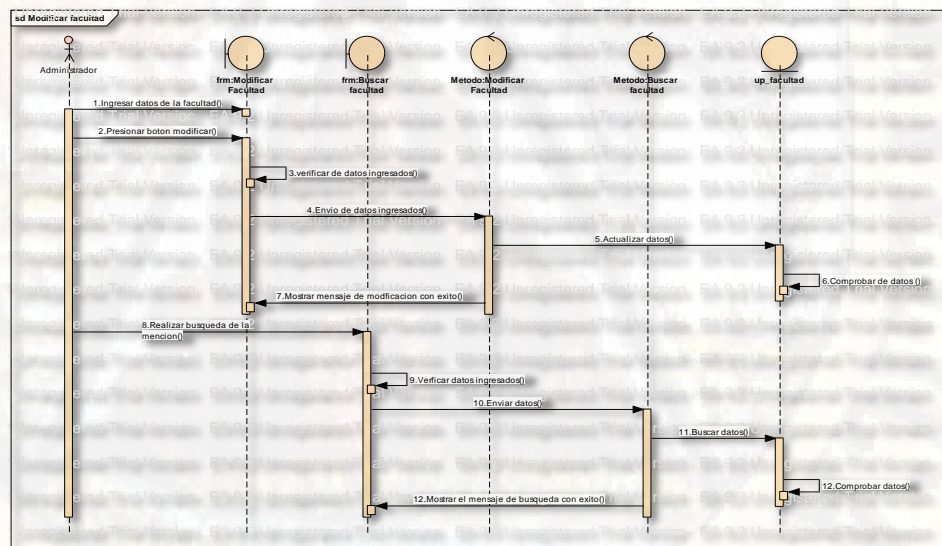 sd Modificar facultad
Administrador
frm:Modificar
Facultad
frm:Buscar
facultad
Metodo:Modificar
Facultad
Metodo:Buscar
facultad
up_facultad
1.Ingresar datos de la facultad()
2.Presionar boton modificar()
3.verificar de datos ingresados()
4.Envio de datos ingresados()
5.Actualizar datos()
6.Comprobar de datos()
7.Mostrar mensaje de modficacion con exito()
8.Realizar busqueda de la
mencion()
9.Verficar datos ingresados()
10.Enviar datos()
11.Buscar datos()
12.Comprobar datos()
12.Mostrar el mensaje de busqueda con exito()